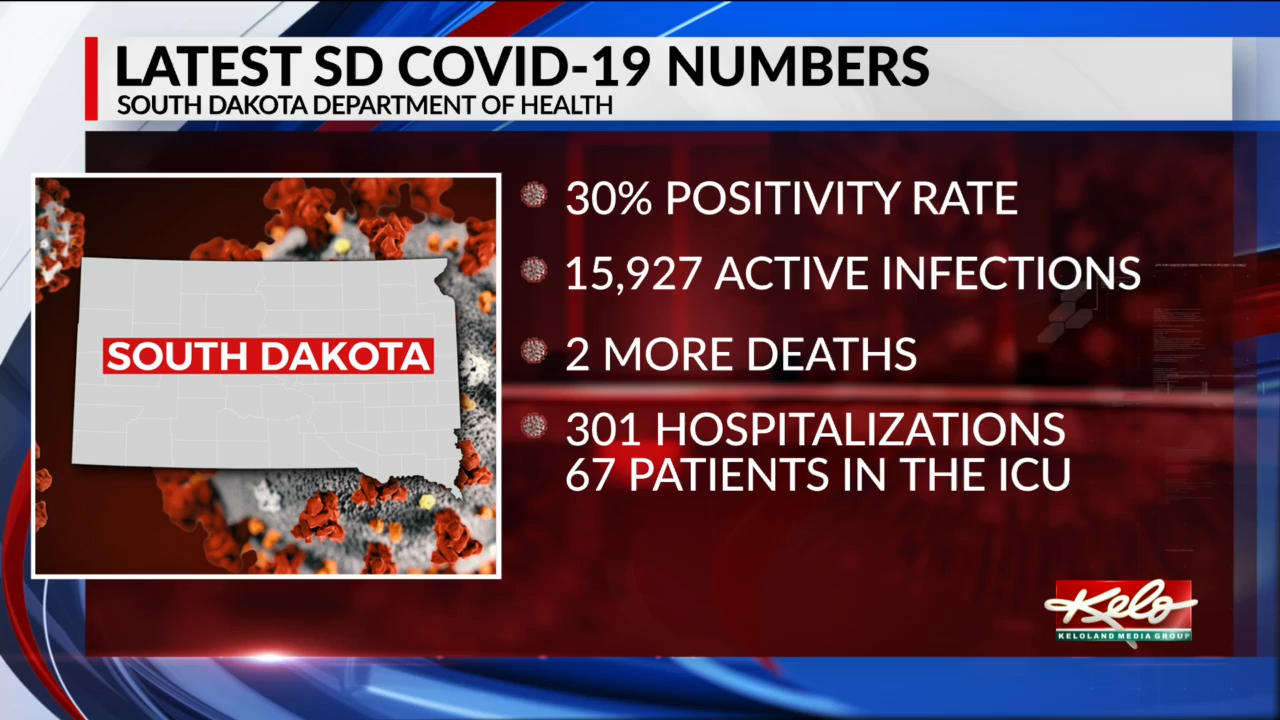 LATEST SD COVID-19 NUMBERS
SOUTH DAKOTA DEPARTMENT OF HEALTH
SOUTH DAKOTA
30% POSITIVITY RATE
15,927 ACTIVE INFECTIONS
2 MORE DEATHS
301 HOSPITALIZATIONS
67 PATIENTS IN THE ICU
Kelo
KELOLAND MEDIA GROUP